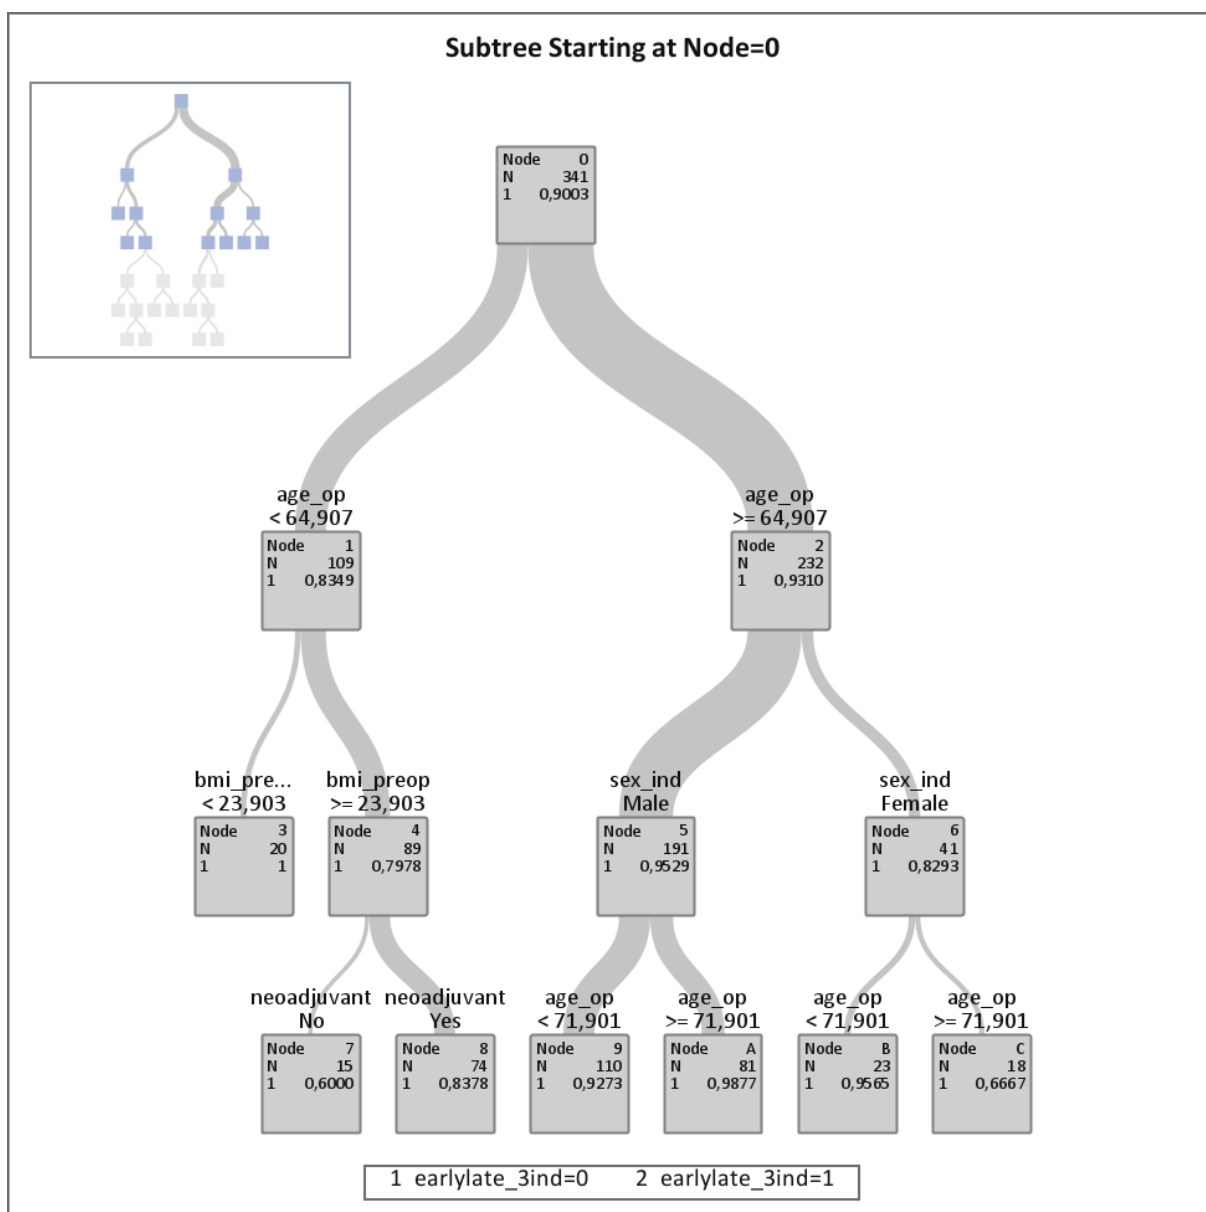 Subtree Starting at Node=0
Node 0
N 341
1 0,9003
age_op
< 64,907
Node 1
N 109
1 0,8349
age_op
>= 64,907
Node 2
N 232
1 0,9310
bmi_pre...
< 23,903
Node 3
N 20
1 1
bmi_preop
>= 23,903
Node 4
N 89
1 0,7978
sex_ind
Male
Node 5
N 191
1 0,9529
sex_ind
Female
Node 6
N 41
1 0,8293
neoadjuvant
No
Node 7
N 15
1 0,6000
neoadjuvant
Yes
Node 8
N 74
1 0,8378
age_op
< 71,901
Node 9
N 110
1 0,9273
age_op
>= 71,901
Node A
N 81
1 0,9877
age_op
< 71,901
Node B
N 23
1 0,9565
age_op
>= 71,901
Node C
N 18
1 0,6667
1 earlylate_3ind=0 2 earlylate_3ind=1